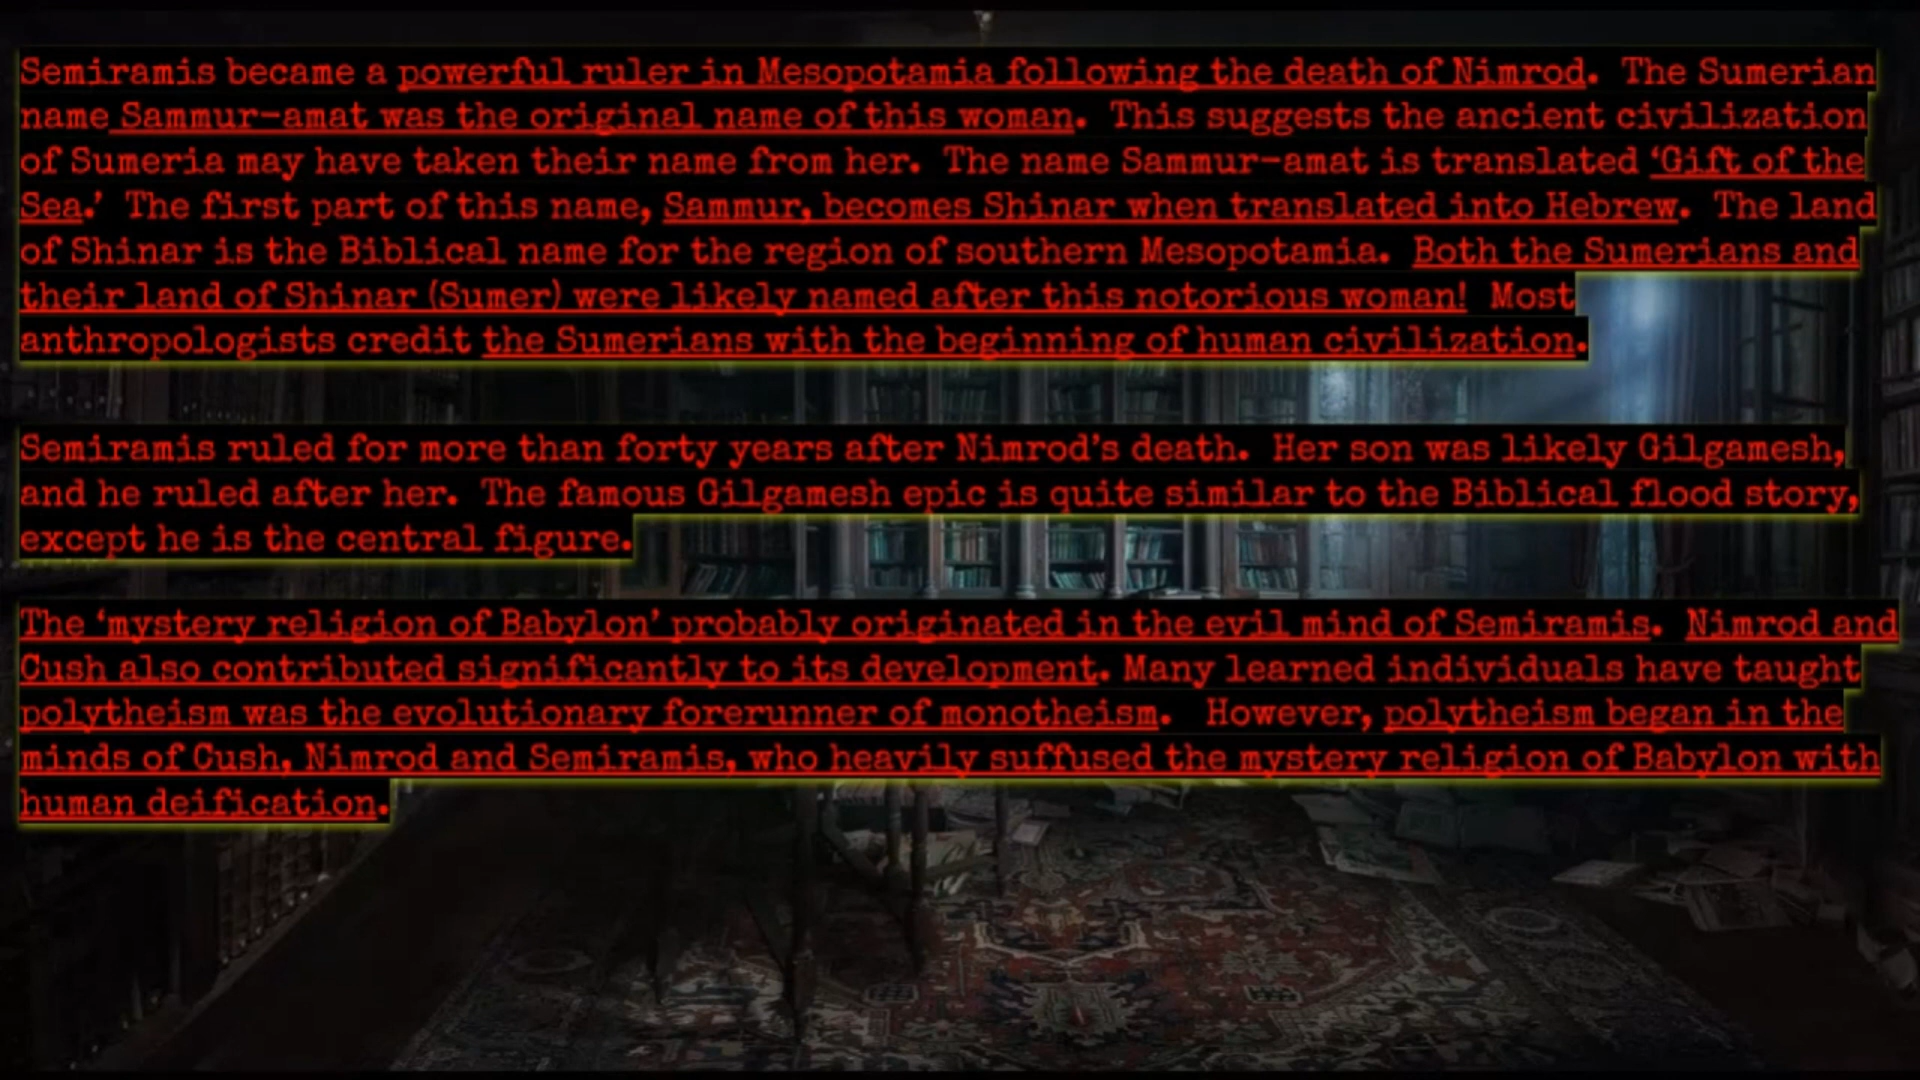 Semiramis became a powerful ruler in Mesopotamia following the death of Nimrod.  The Sumerian
name Sammur-amat was the original name of this woman.  This suggests the ancient civilization
of Sumeria may have taken their name from her.  The name Sammur-amat is translated ‘Gift of the
Sea.’  The first part of this name, Sammur, becomes Shinar when translated into Hebrew.  The land
of Shinar is the Biblical name for the region of southern Mesopotamia.  Both the Sumerians and
their land of Shinar (Sumer) were likely named after this notorious woman!  Most
anthropologists credit the Sumerians with the beginning of human civilization.
Semiramis ruled for more than forty years after Nimrod’s death.  Her son was likely Gilgamesh,
and he ruled after her.  The famous Gilgamesh epic is quite similar to the Biblical flood story,
except he is the central figure.
The ‘mystery religion of Babylon’ probably originated in the evil mind of Semiramis.  Nimrod and
Cush also contributed significantly to its development. Many learned individuals have taught
polytheism was the evolutionary forerunner of monotheism.   However, polytheism began in the
minds of Cush, Nimrod and Semiramis, who heavily suffused the mystery religion of Babylon with
human deification.